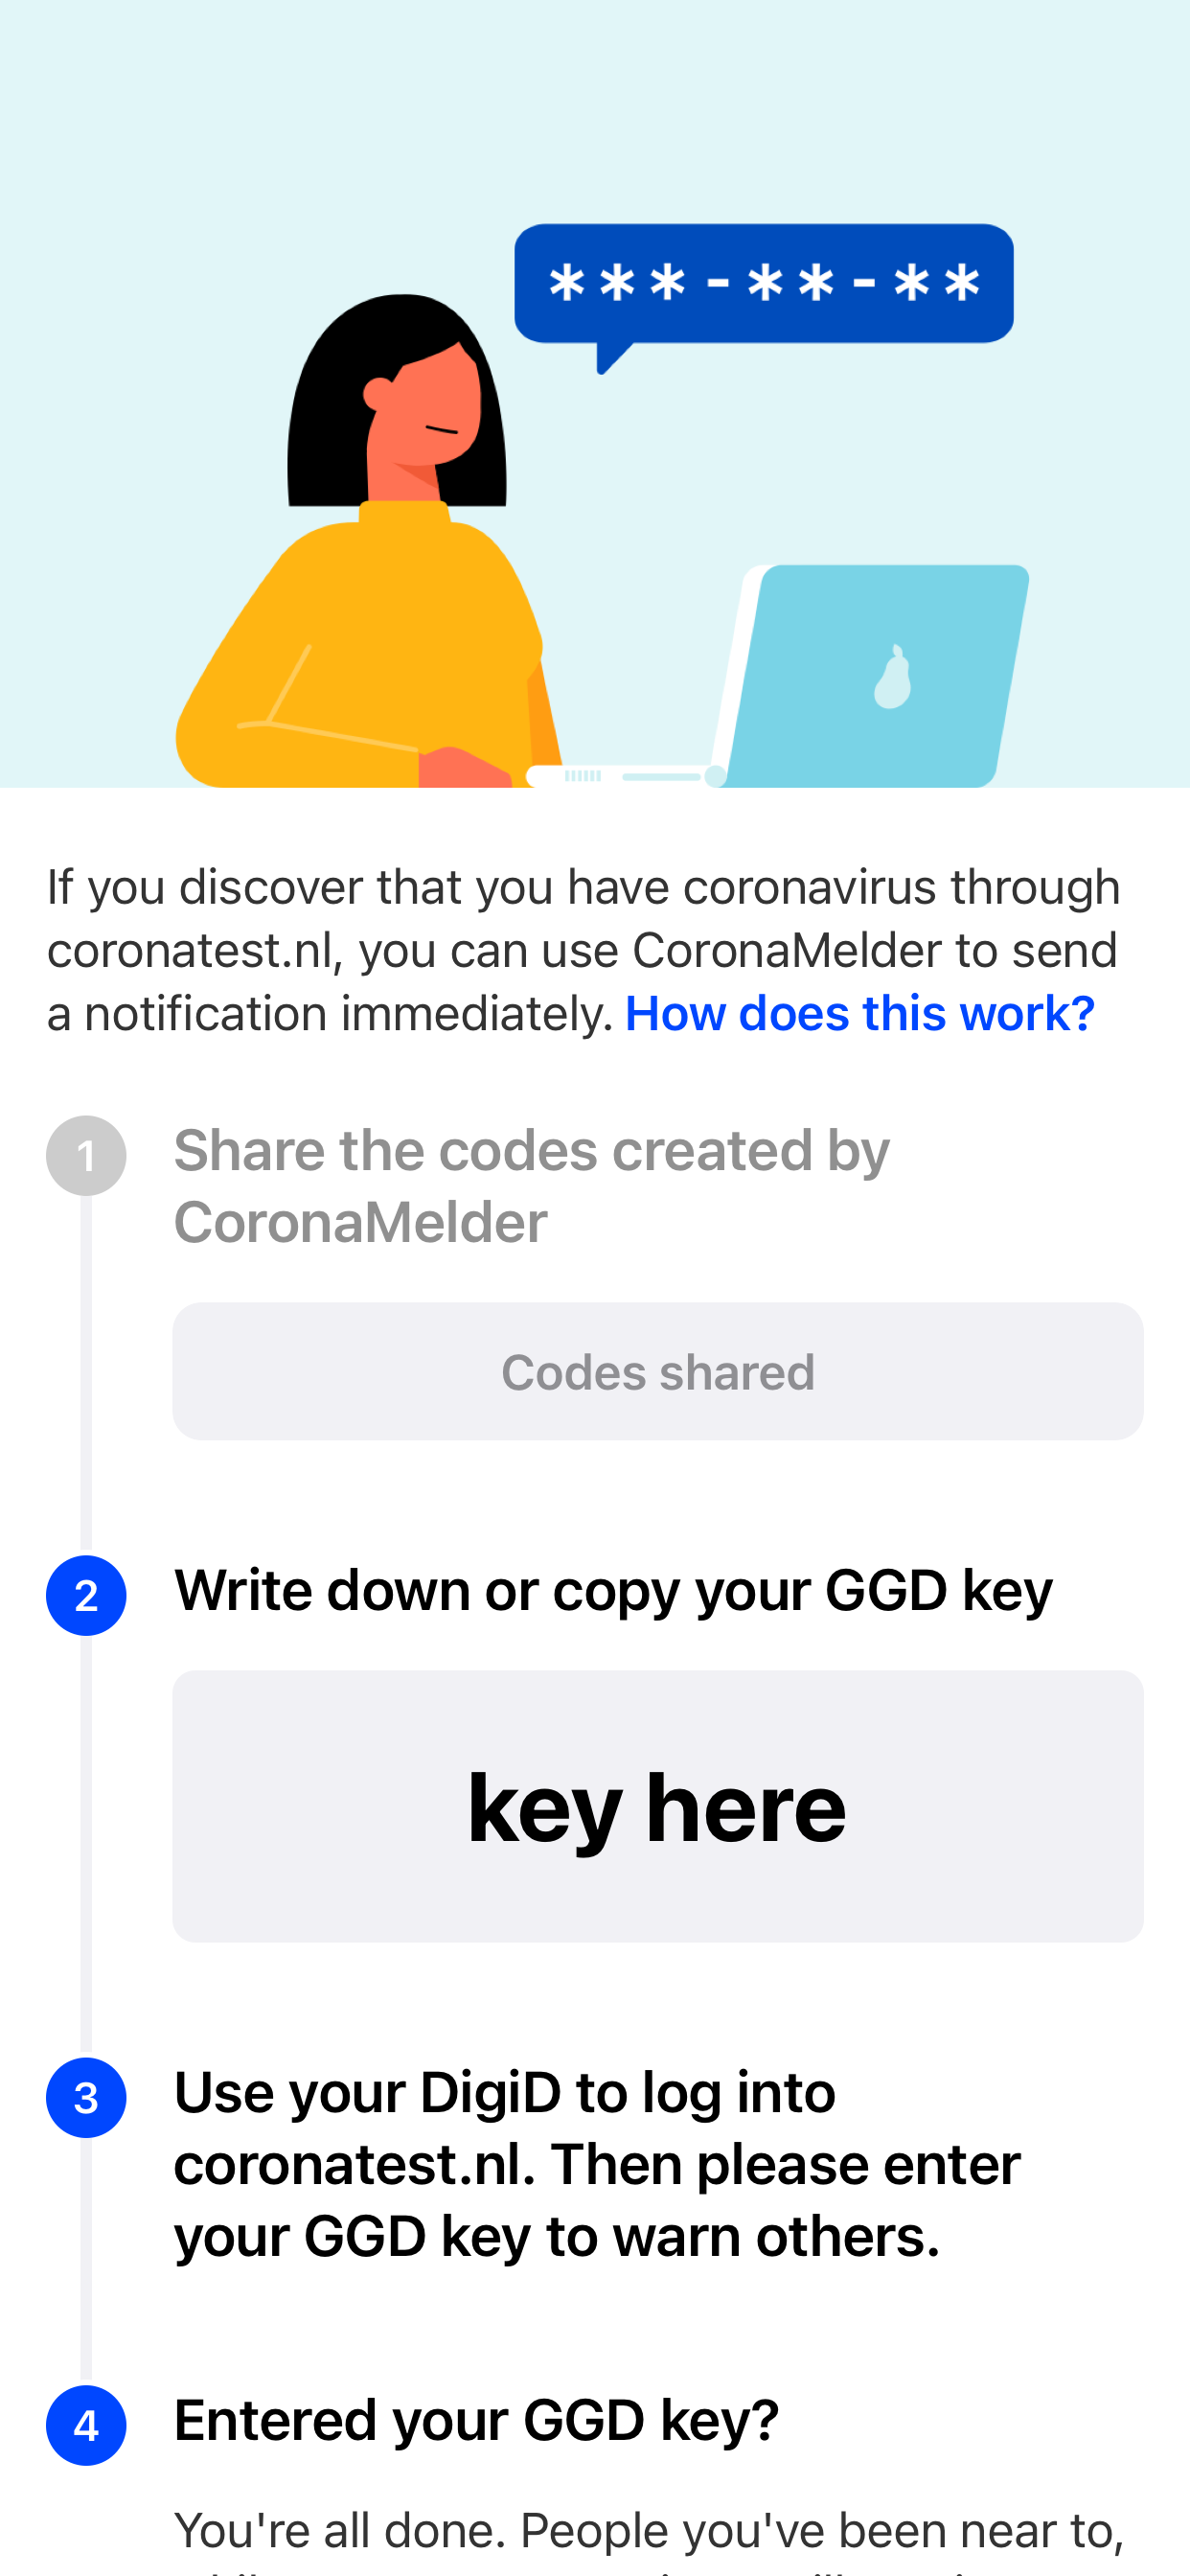 ***-**-**
If you discover that you have coronavirus through
coronatest.nl, you can use CoronaMelder to send
a notification immediately. How does this work?
1
Share the codes created by
CoronaMelder
Codes shared
2
Write down or copy your GGD key
key here
3
Use your DigiD to log into
coronatest.nl. Then please enter
your GGD key to warn others.
4
Entered your GGD key?
You're all done. People you've been near to,